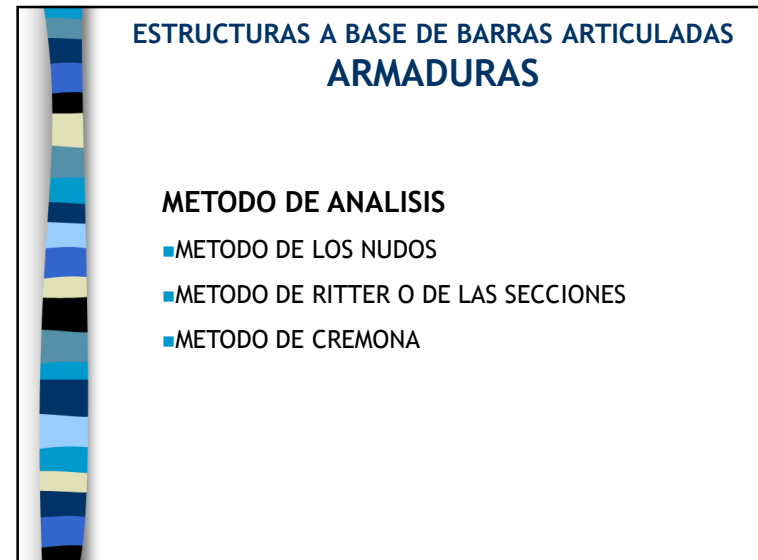 ESTRUCTURAS A BASE DE BARRAS ARTICULADAS
ARMADURAS
METODO DE ANALISIS
■METODO DE LOS NUDOS
■METODO DE RITTER O DE LAS SECCIONES
■METODO DE CREMONA